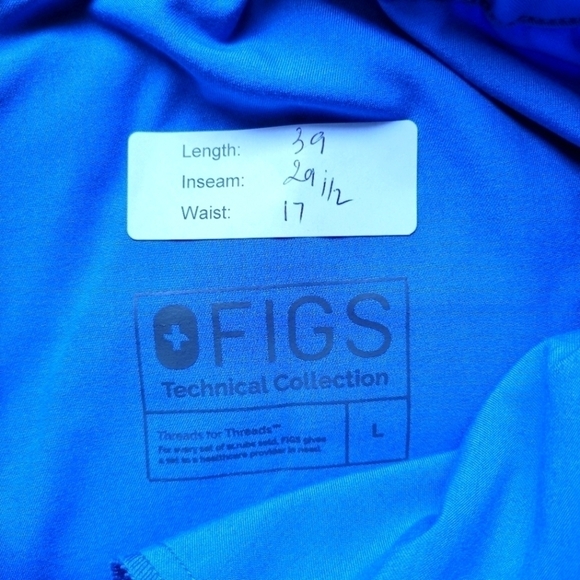 Length: 39
Inseam: 29 1/2
Waist: 17
FIGS
Technical Collection
Threads for Threads™
For every set of scrubs sold, FIGS gives
a set to a healthcare provider in need.
L